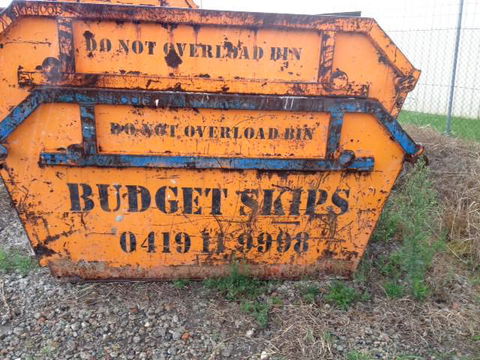 DO NOT OVERLOAD BIN
DO NOT OVERLOAD BIN
BUDGET SKIPS
0419 11 9998